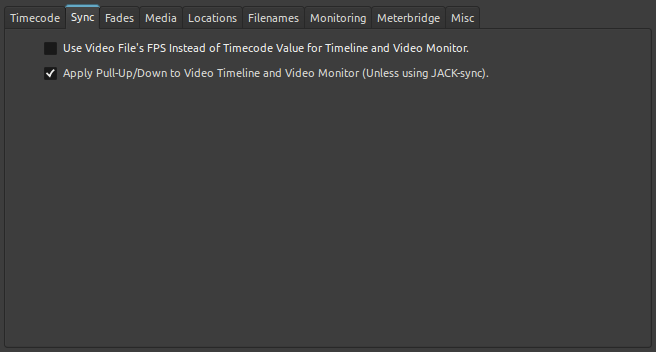 Timecode Sync Fades Media Locations Filenames Monitoring Meterbridge Misc
Use Video File's FPS Instead of Timecode Value for Timeline and Video Monitor.
Apply Pull-Up/Down to Video Timeline and Video Monitor (Unless using JACK-sync).